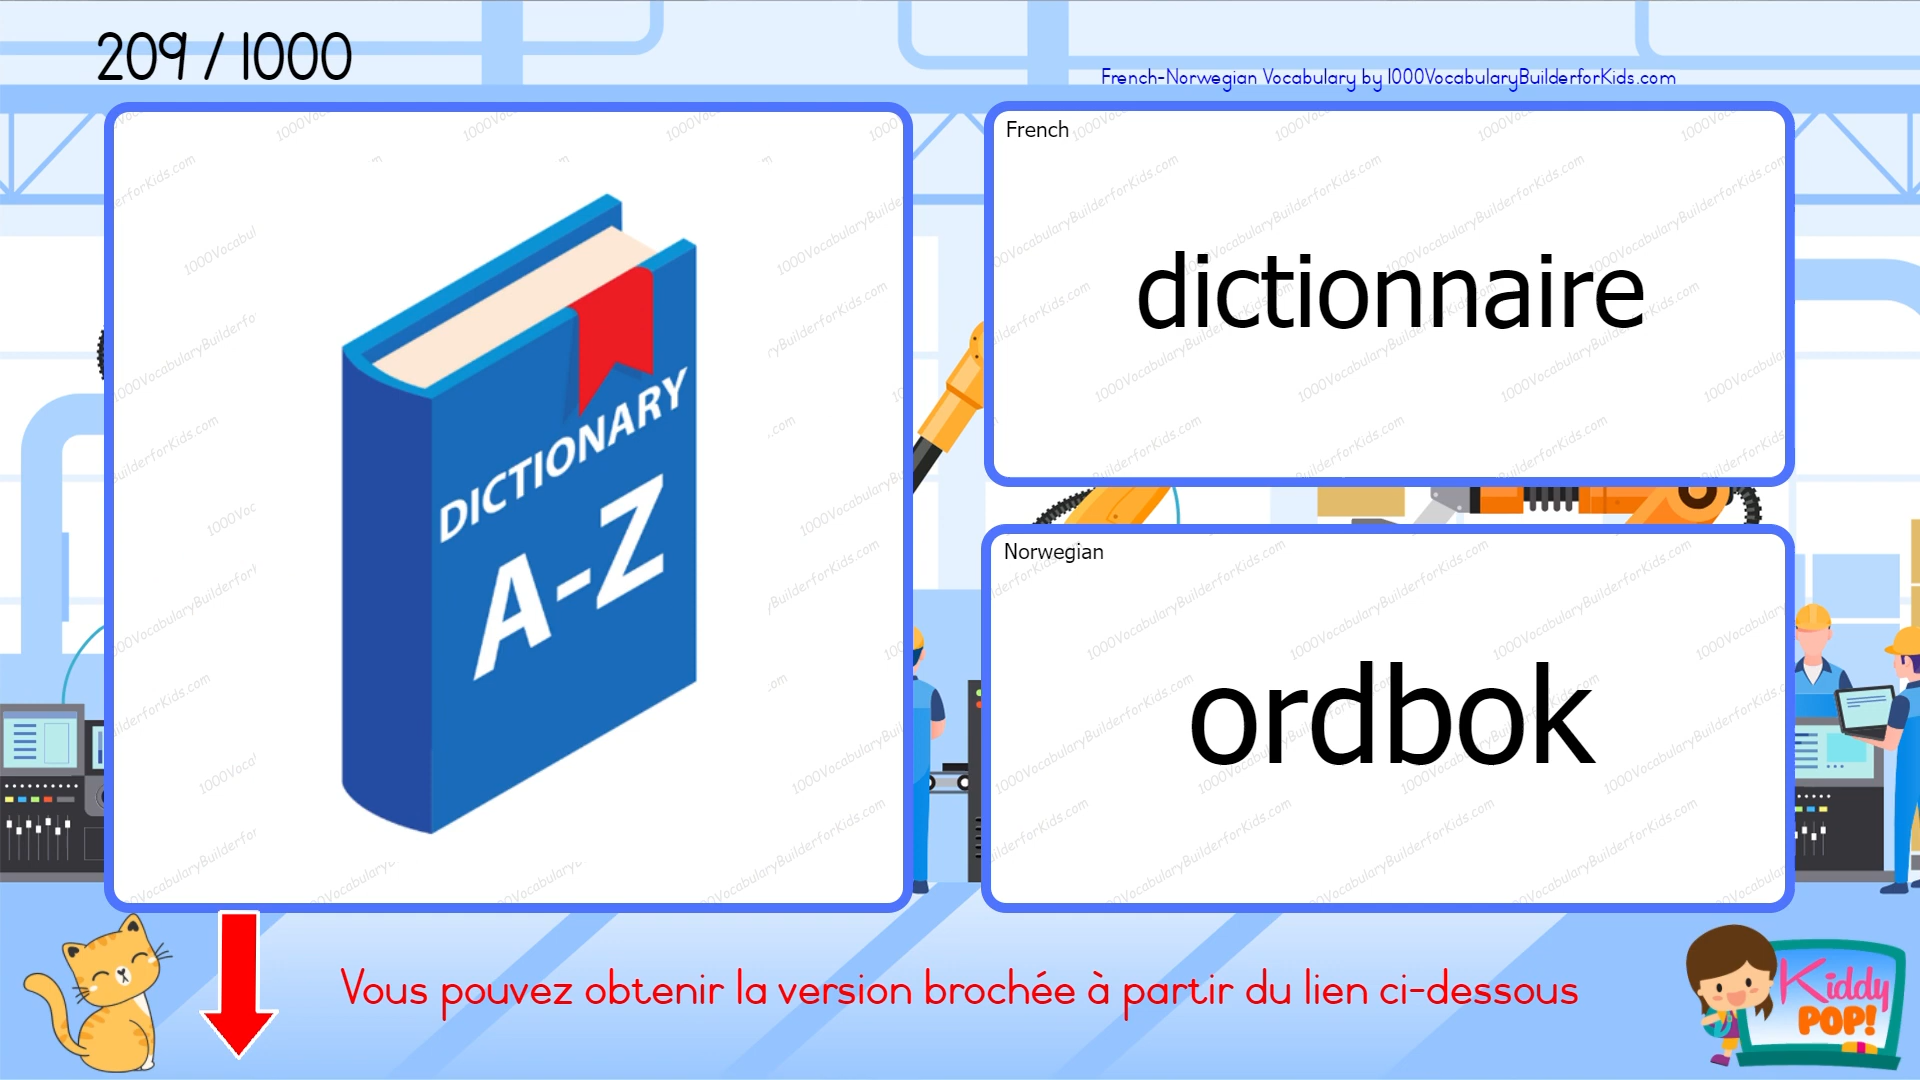 209 / 1000
French-Norwegian Vocabulary by 1000VocabularyBuilderforKids.com
DICTIONARY
A-Z
French
dictionnaire
Norwegian
ordbok
Vous pouvez obtenir la version brochée à partir du lien ci-dessous
Kiddy
POP!